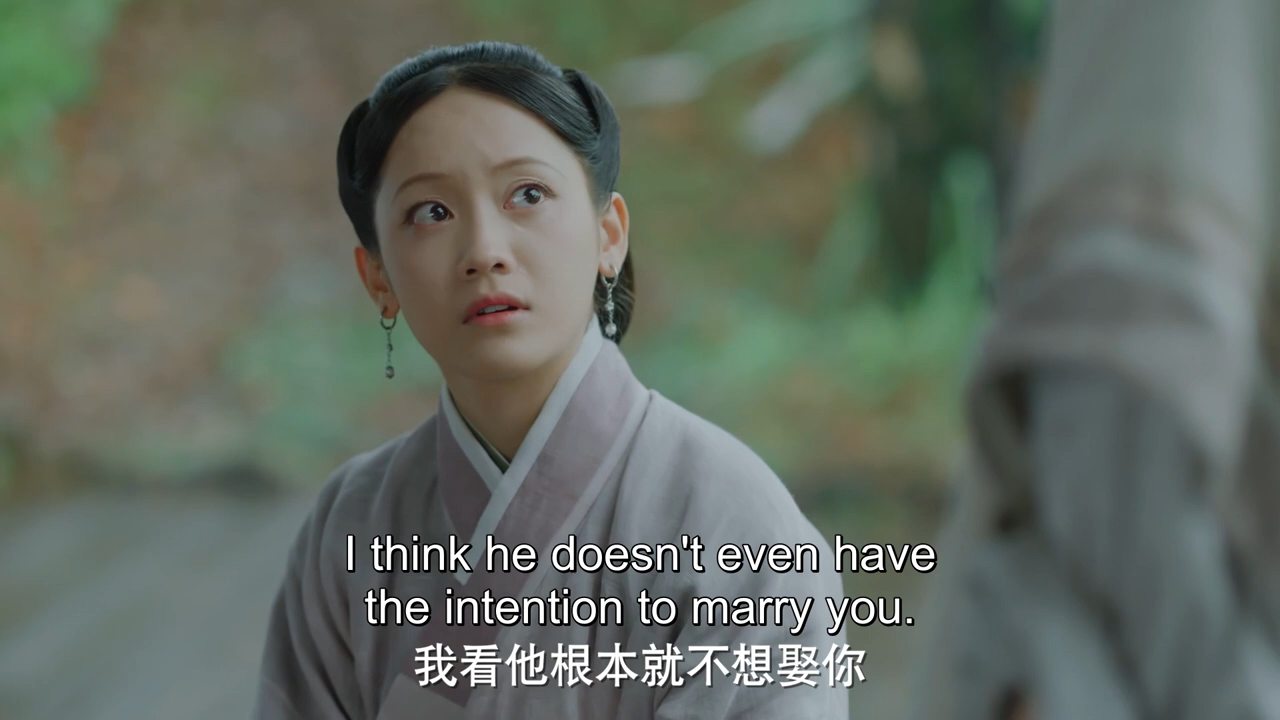 I think he doesn't even have
the intention to marry you.
我看他根本就不想娶你